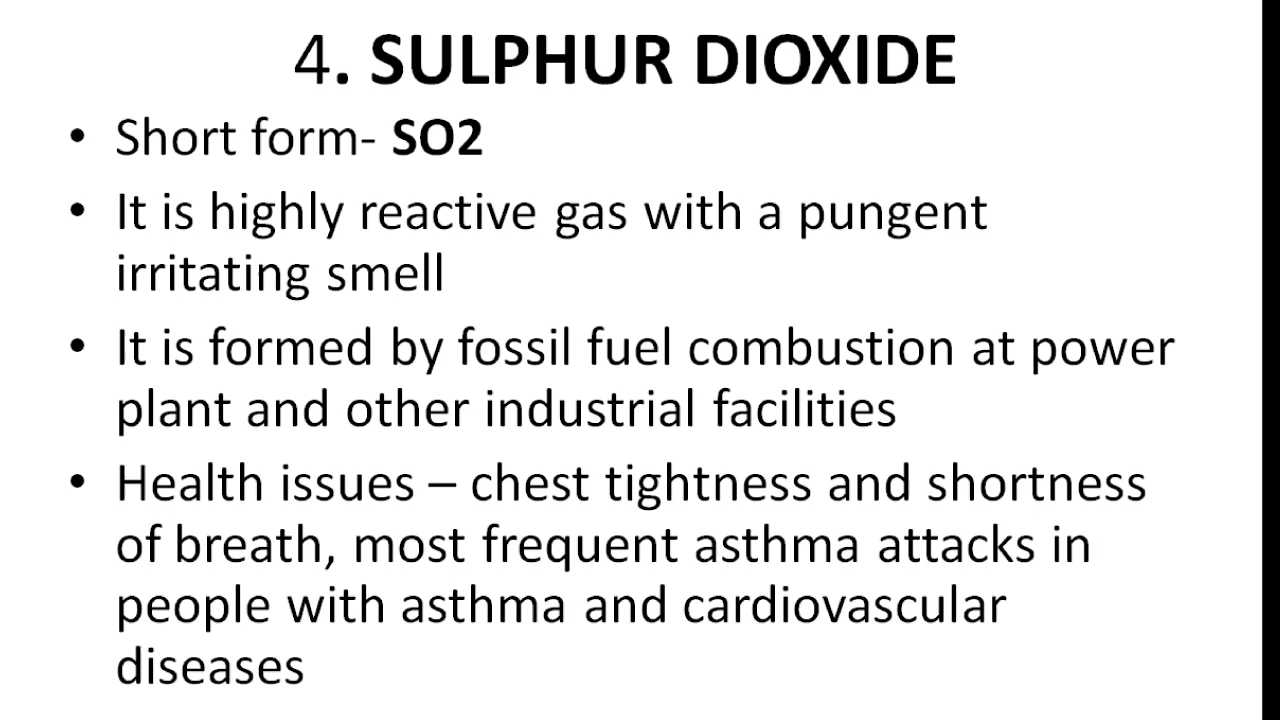 4. SULPHUR DIOXIDE
• Short form- SO2
• It is highly reactive gas with a pungent
irritating smell
• It is formed by fossil fuel combustion at power
plant and other industrial facilities
• Health issues – chest tightness and shortness
of breath, most frequent asthma attacks in
people with asthma and cardiovascular
diseases